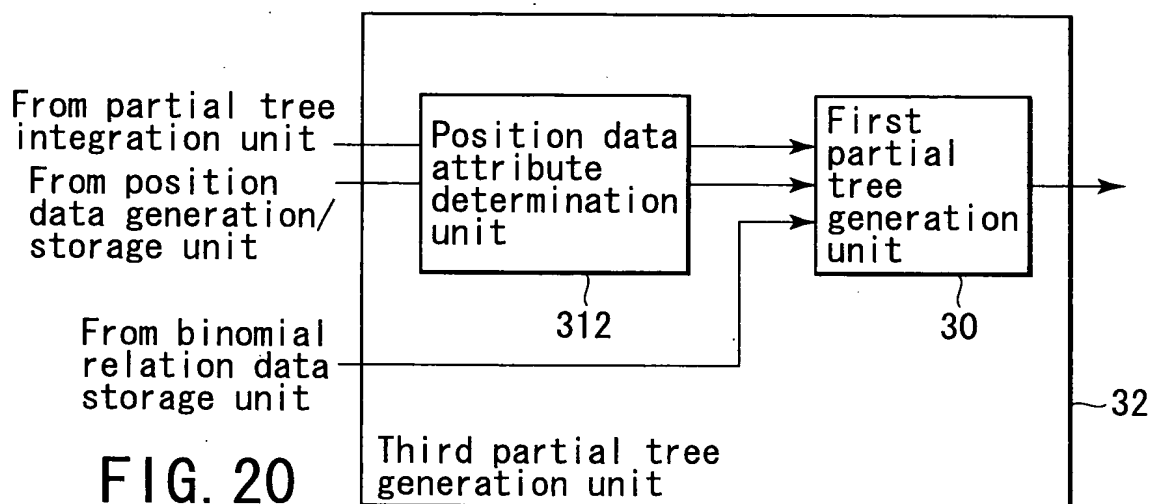 From partial tree
integration unit
From position
data generation/
storage unit
Position data
attribute
determination
unit
312
First
partial
tree
generation
unit
30
From binomial
relation data
storage unit
32
Third partial tree
generation unit
FIG. 20